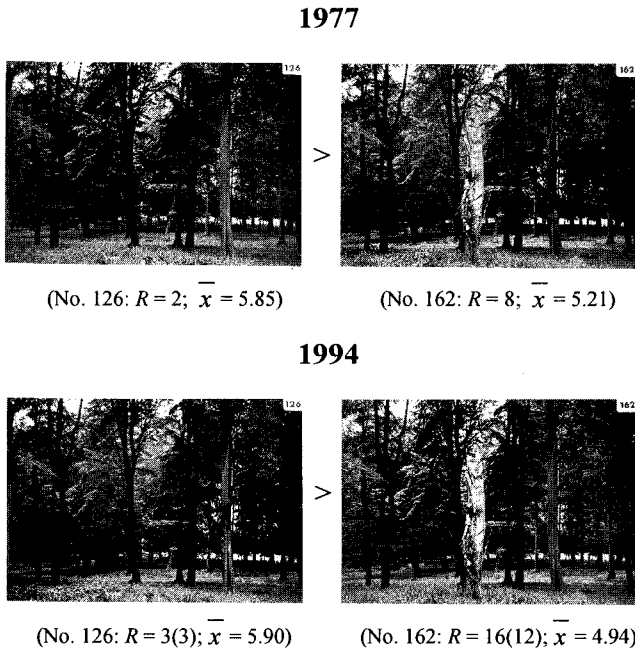 1977
126
>
162
(No. 126: R = 2; x̅ = 5.85)
(No. 162: R = 8; x̅ = 5.21)
1994
126
>
162
(No. 126: R = 3(3); x̅ = 5.90)
(No. 162: R = 16(12); x̅ = 4.94)